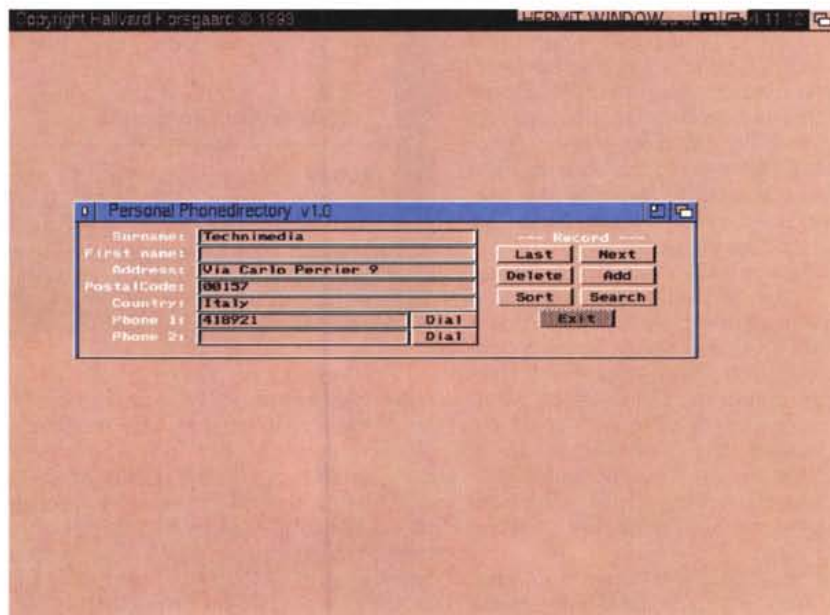 Copyright Hallvard Korsgaard © 1993 HERMIT WINDOW
Personal Phonedirectory v1.0
Surname: Technimedia
First name:
Address: Via Carlo Perrier 9
PostalCode: 00157
Country: Italy
Phone 1: 418921 Dial
Phone 2: Dial
--- Record ---
Last Next
Delete Add
Sort Search
Exit